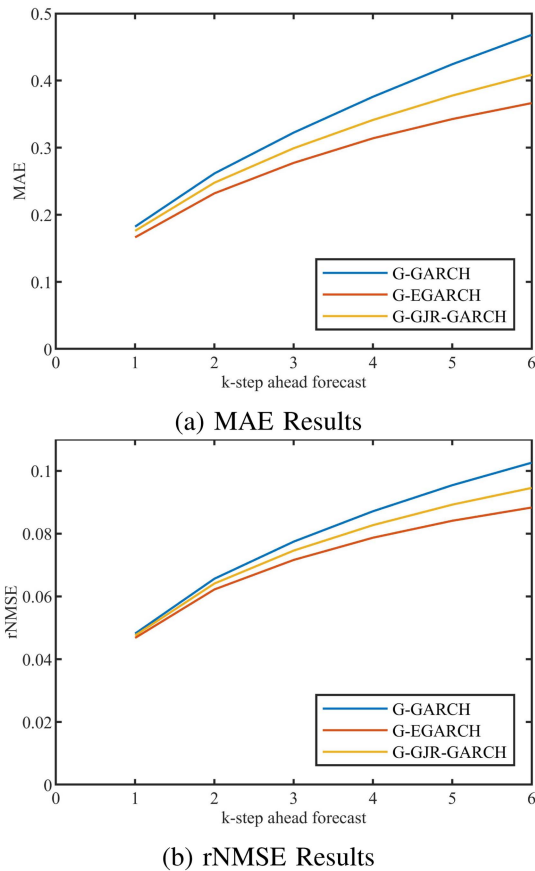 0.5
0.4
0.3
0.2
0.1
0
MAE
0 1 2 3 4 5 6
k-step ahead forecast
G-GARCH
G-EGARCH
G-GJR-GARCH
(a) MAE Results
0.1
0.08
0.06
0.04
0.02
0
rNMSE
0 1 2 3 4 5 6
k-step ahead forecast
G-GARCH
G-EGARCH
G-GJR-GARCH
(b) rNMSE Results